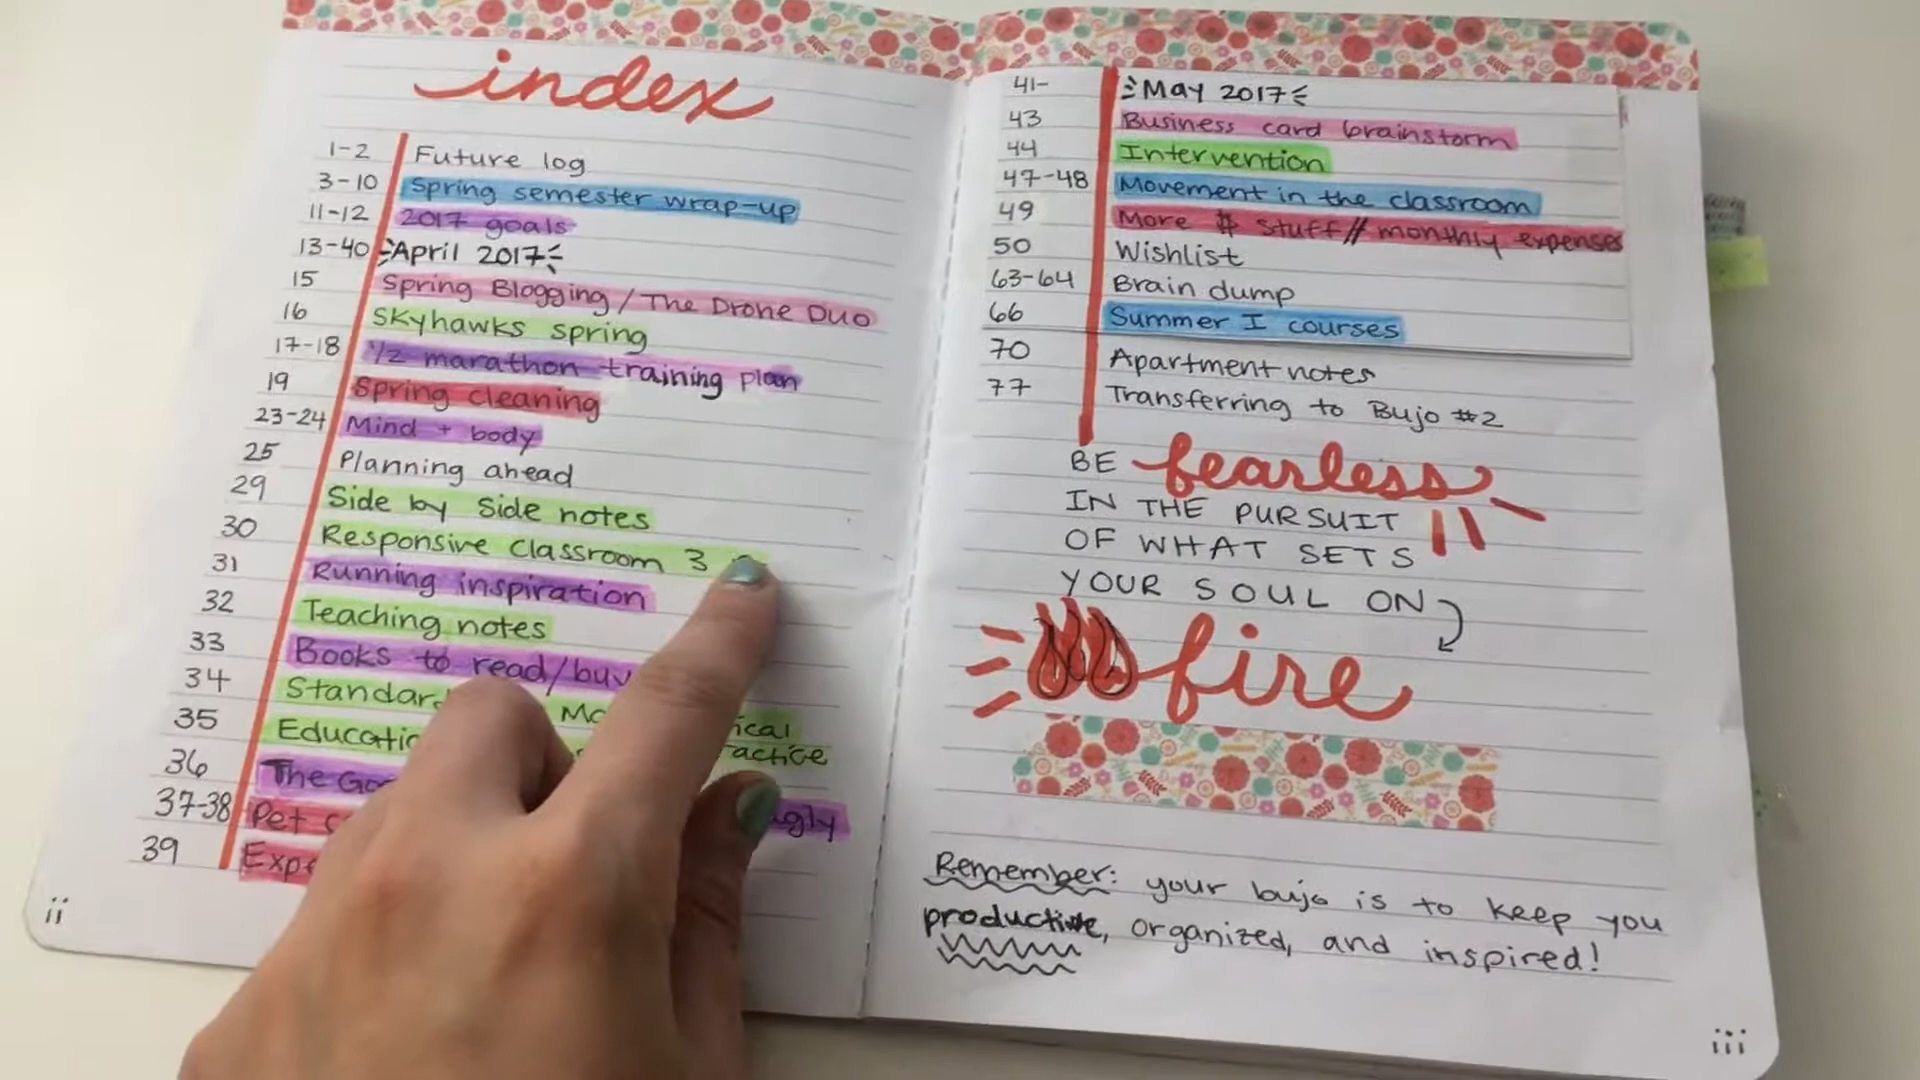 index
1-2 Future log
3-10 Spring semester wrap-up
11-12 2017 goals
13-40 April 2017
15 Spring Blogging / The Drone Duo
16 Skyhawks spring
17-18 1/2 marathon training plan
19 Spring cleaning
23-24 Mind + body
25 Planning ahead
29 Side by Side notes
30 Responsive Classroom 3
31 Running inspiration
32 Teaching notes
33 Books to read/buy
34
35
36 The ugly
37-38 Pet
39
ii
41- May 2017
43 Business card brainstorm
44 Intervention
47-48 Movement in the classroom
49 More $ stuff // monthly expenses
50 Wishlist
63-64 Brain dump
66 Summer I courses
70 Apartment notes
77 Transferring to Bujo #2
BE fearless
IN THE PURSUIT
OF WHAT SETS
YOUR SOUL ON
fire
Remember: your bujo is to keep you
productive, organized, and inspired!
iii